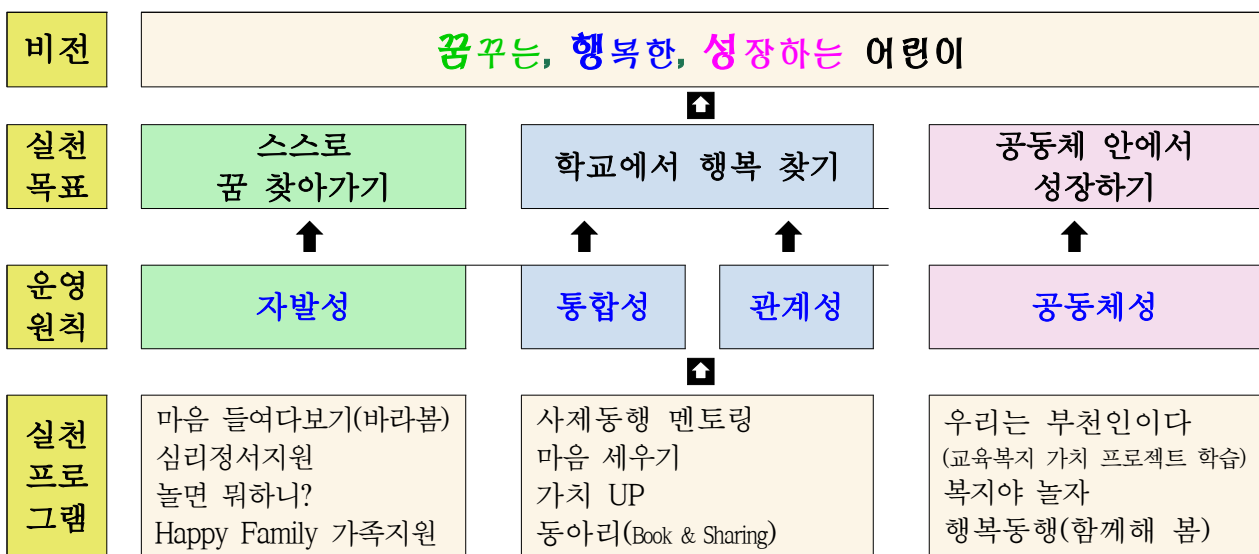 비전
꿈꾸는, 행복한, 성장하는 어린이
실천
목표
스스로
꿈 찾아가기
학교에서 행복 찾기
공동체 안에서
성장하기
운영
원칙
자발성
통합성
관계성
공동체성
실천
프로
그램
마음 들여다보기(바라봄)
심리정서지원
놀면 뭐하니?
Happy Family 가족지원
사제동행 멘토링
마음 세우기
가치 UP
동아리(Book & Sharing)
우리는 부천인이다
(교육복지 가치 프로젝트 학습)
복지야 놀자
행복동행(함께해 봄)